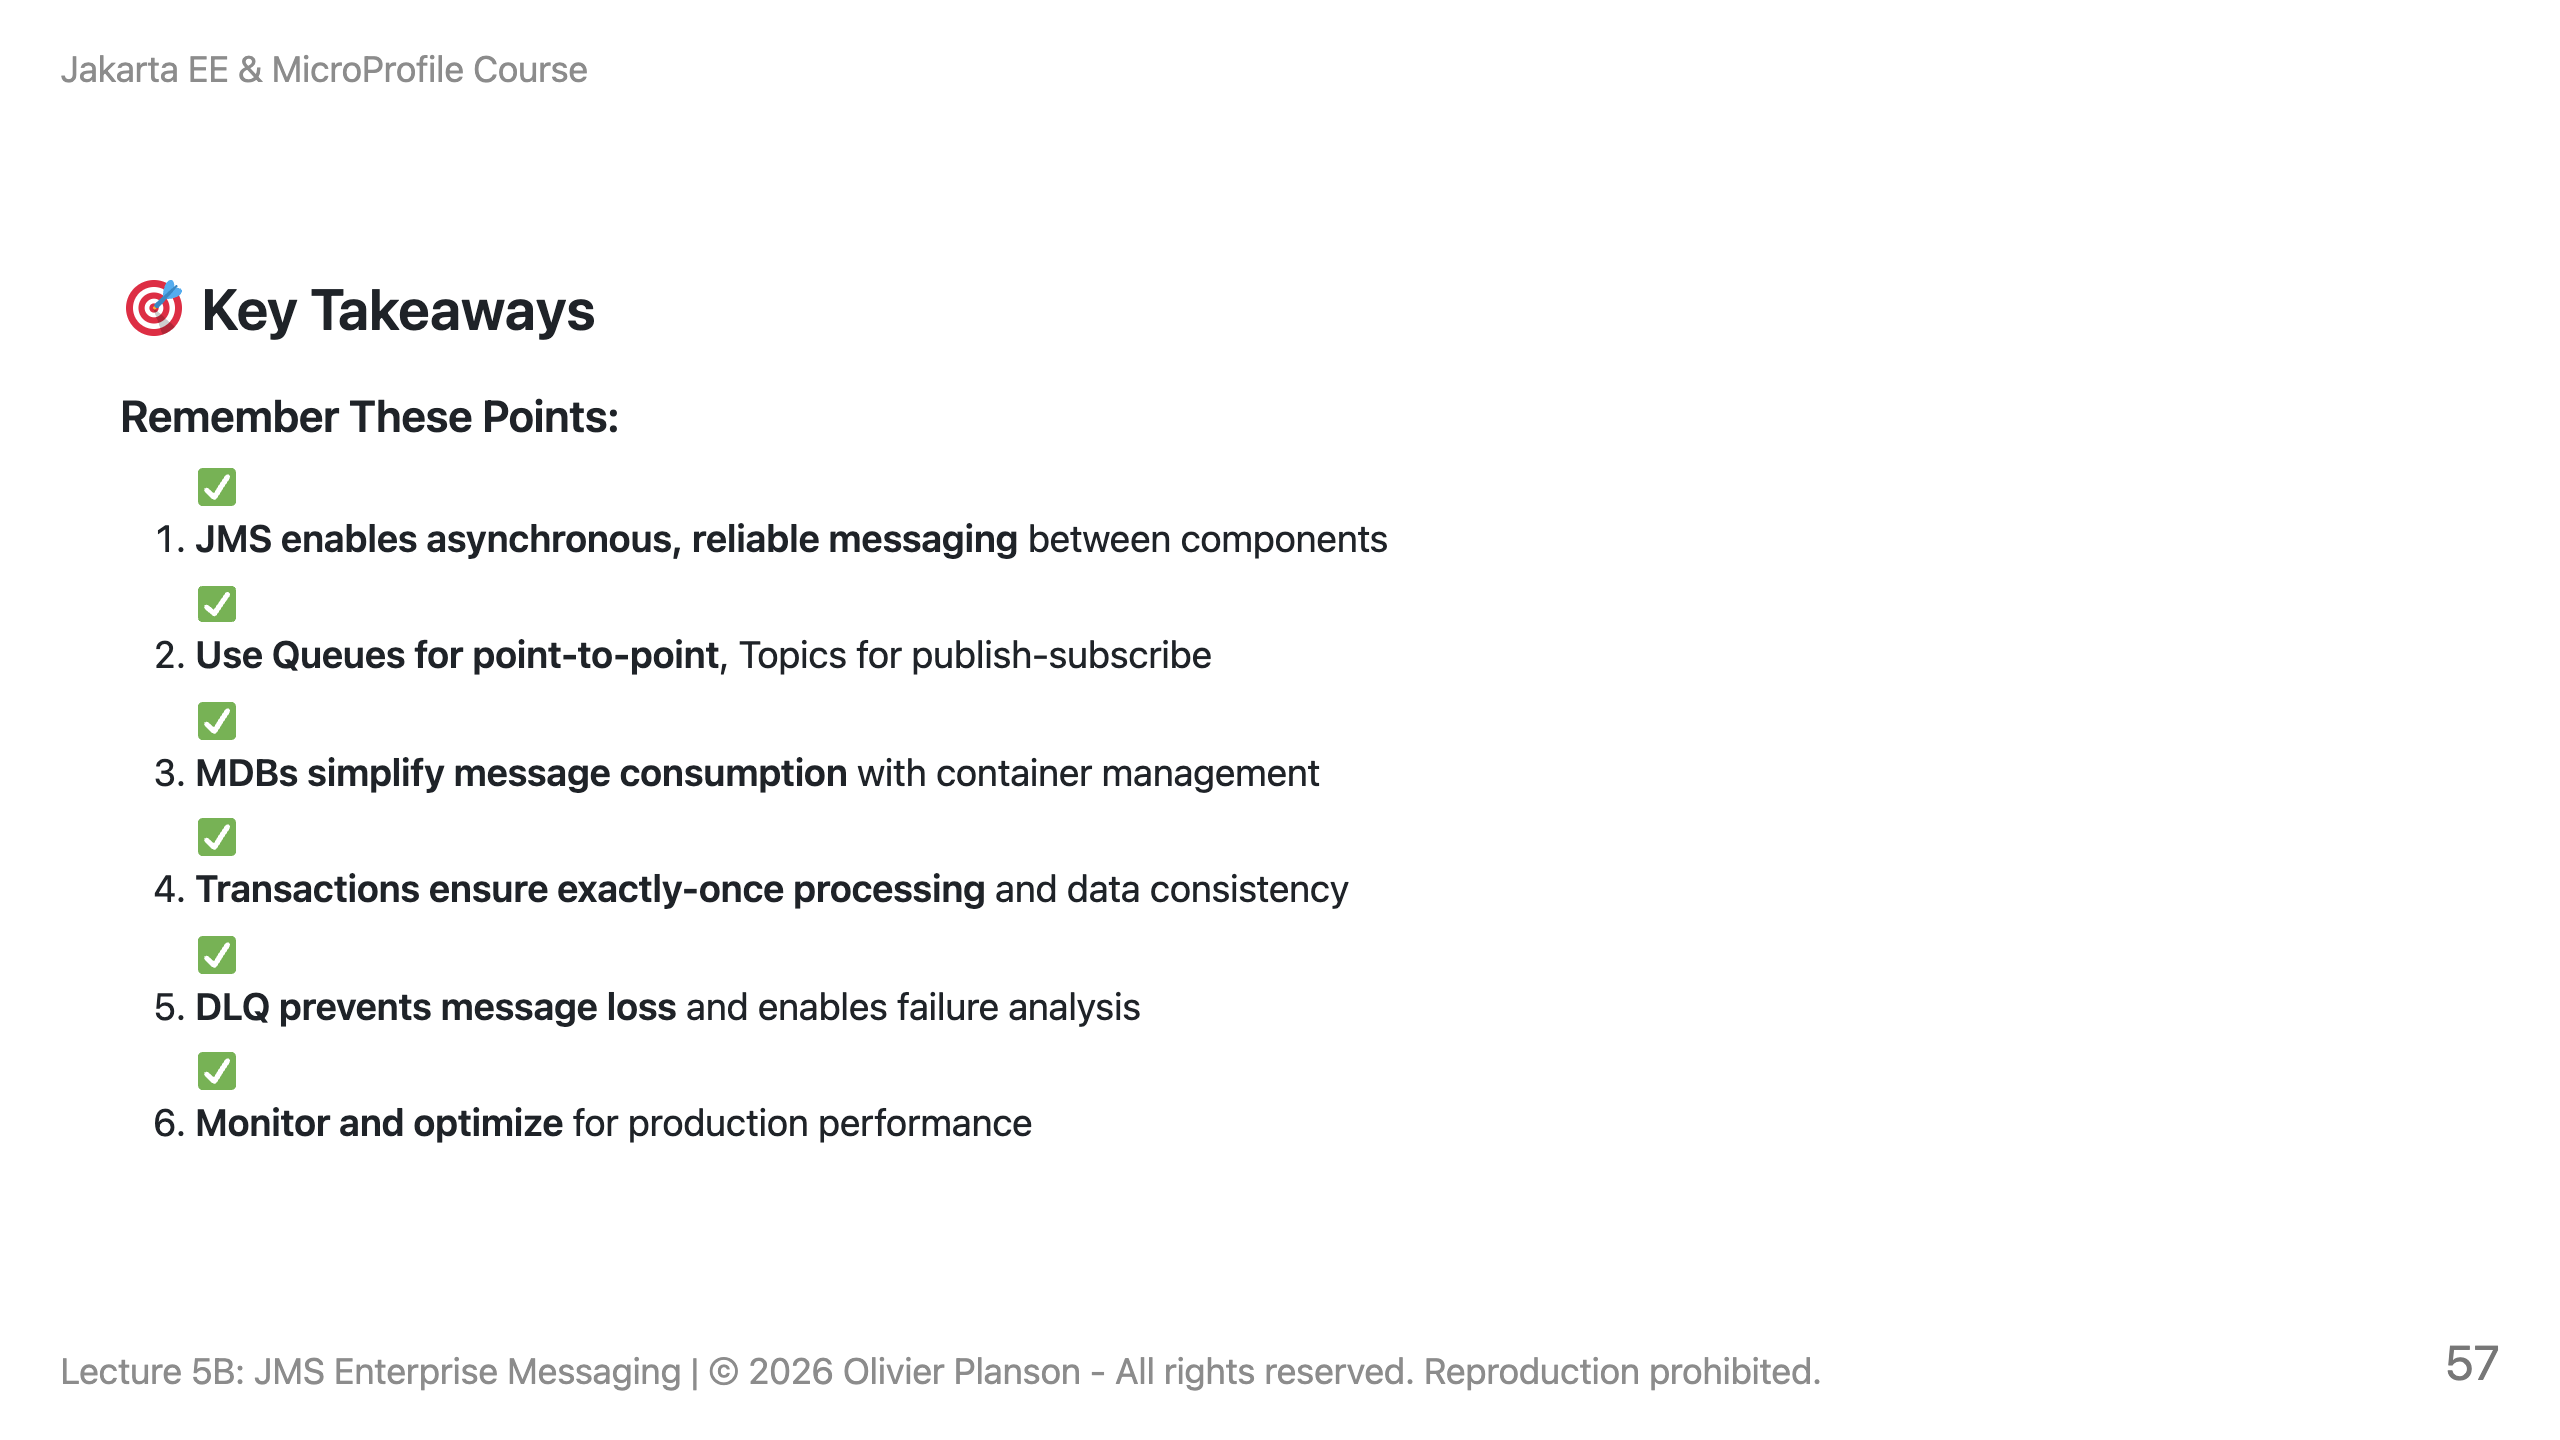 Jakarta EE & MicroProfile Course
🎯 Key Takeaways
Remember These Points:
✅
1. JMS enables asynchronous, reliable messaging between components
✅
2. Use Queues for point-to-point, Topics for publish-subscribe
✅
3. MDBs simplify message consumption with container management
✅
4. Transactions ensure exactly-once processing and data consistency
✅
5. DLQ prevents message loss and enables failure analysis
✅
6. Monitor and optimize for production performance
Lecture 5B: JMS Enterprise Messaging | © 2026 Olivier Planson - All rights reserved. Reproduction prohibited.
57